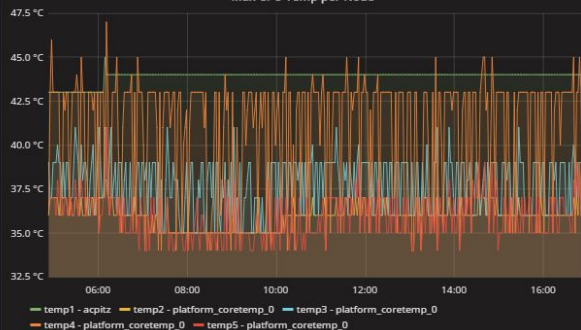 47.5 °C
45.0 °C
42.5 °C
40.0 °C
37.5 °C
35.0 °C
32.5 °C
06:00 08:00 10:00 12:00 14:00 16:00
temp1 - acpitz temp2 - platform_coretemp_0 temp3 - platform_coretemp_0
temp4 - platform_coretemp_0 temp5 - platform_coretemp_0